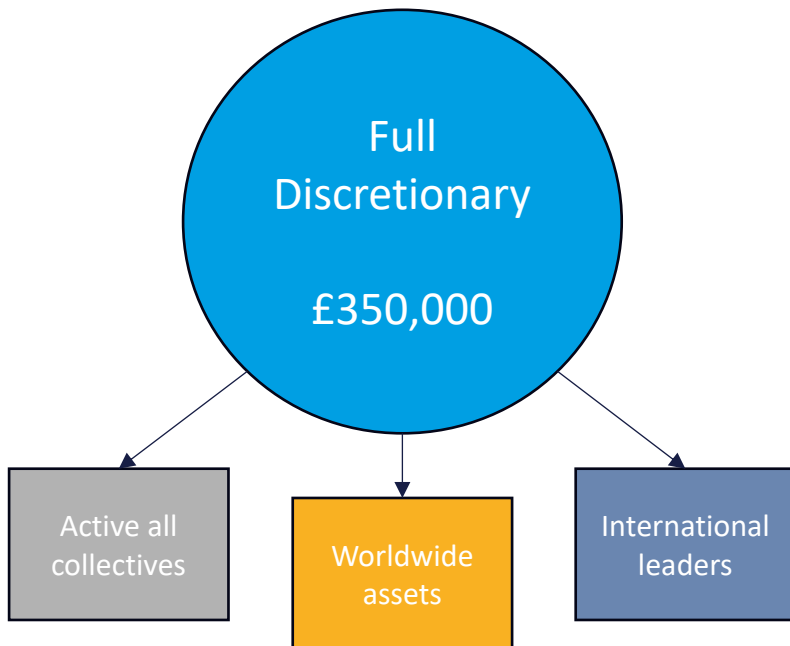 Full
Discretionary
£350,000
Active all
collectives
Worldwide
assets
International
leaders